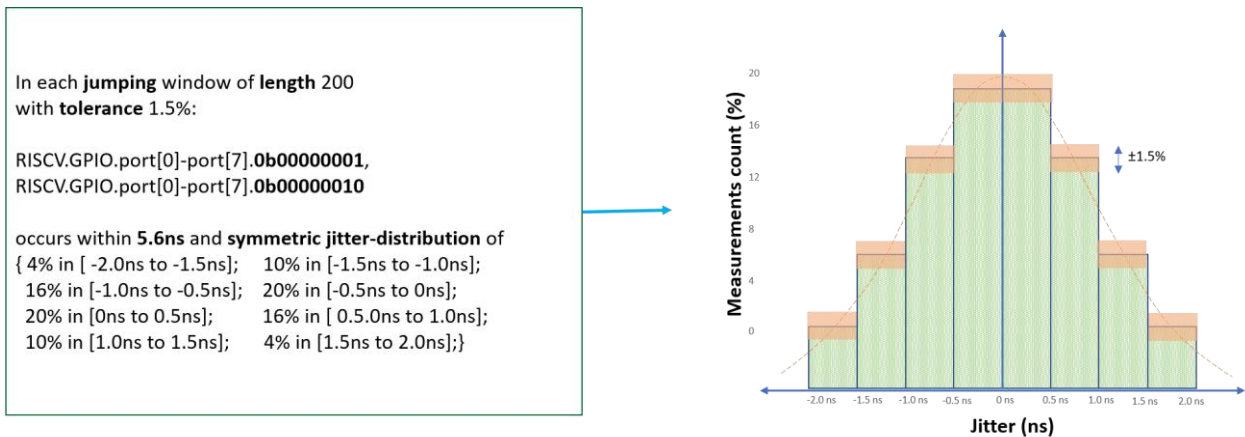 In each jumping window of length 200
with tolerance 1.5%:
RISCV.GPIO.port[0]-port[7].0b00000001,
RISCV.GPIO.port[0]-port[7].0b00000010
occurs within 5.6ns and symmetric jitter-distribution of
{ 4% in [ -2.0ns to -1.5ns]; 10% in [-1.5ns to -1.0ns];
16% in [-1.0ns to -0.5ns]; 20% in [-0.5ns to 0ns];
20% in [0ns to 0.5ns]; 16% in [ 0.5.0ns to 1.0ns];
10% in [1.0ns to 1.5ns]; 4% in [1.5ns to 2.0ns];}
Measurements count (%)
20
16
12
8
4
0
±1.5%
-2.0 ns -1.5 ns -1.0 ns -0.5 ns 0 ns 0.5 ns 1.0 ns 1.5 ns 2.0 ns
Jitter (ns)